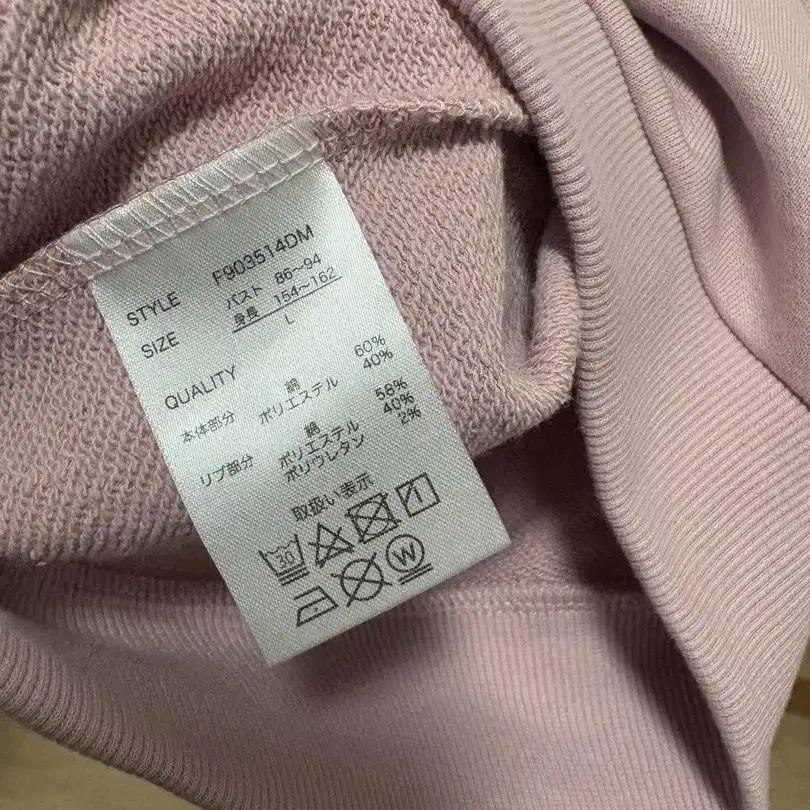 STYLE F903514DM
SIZE バスト 86～94
身長 154～162
L
QUALITY
本体部分 綿 60%
ポリエステル 40%
リブ部分 綿 58%
ポリエステル 40%
ポリウレタン 2%
取扱い表示
30
W